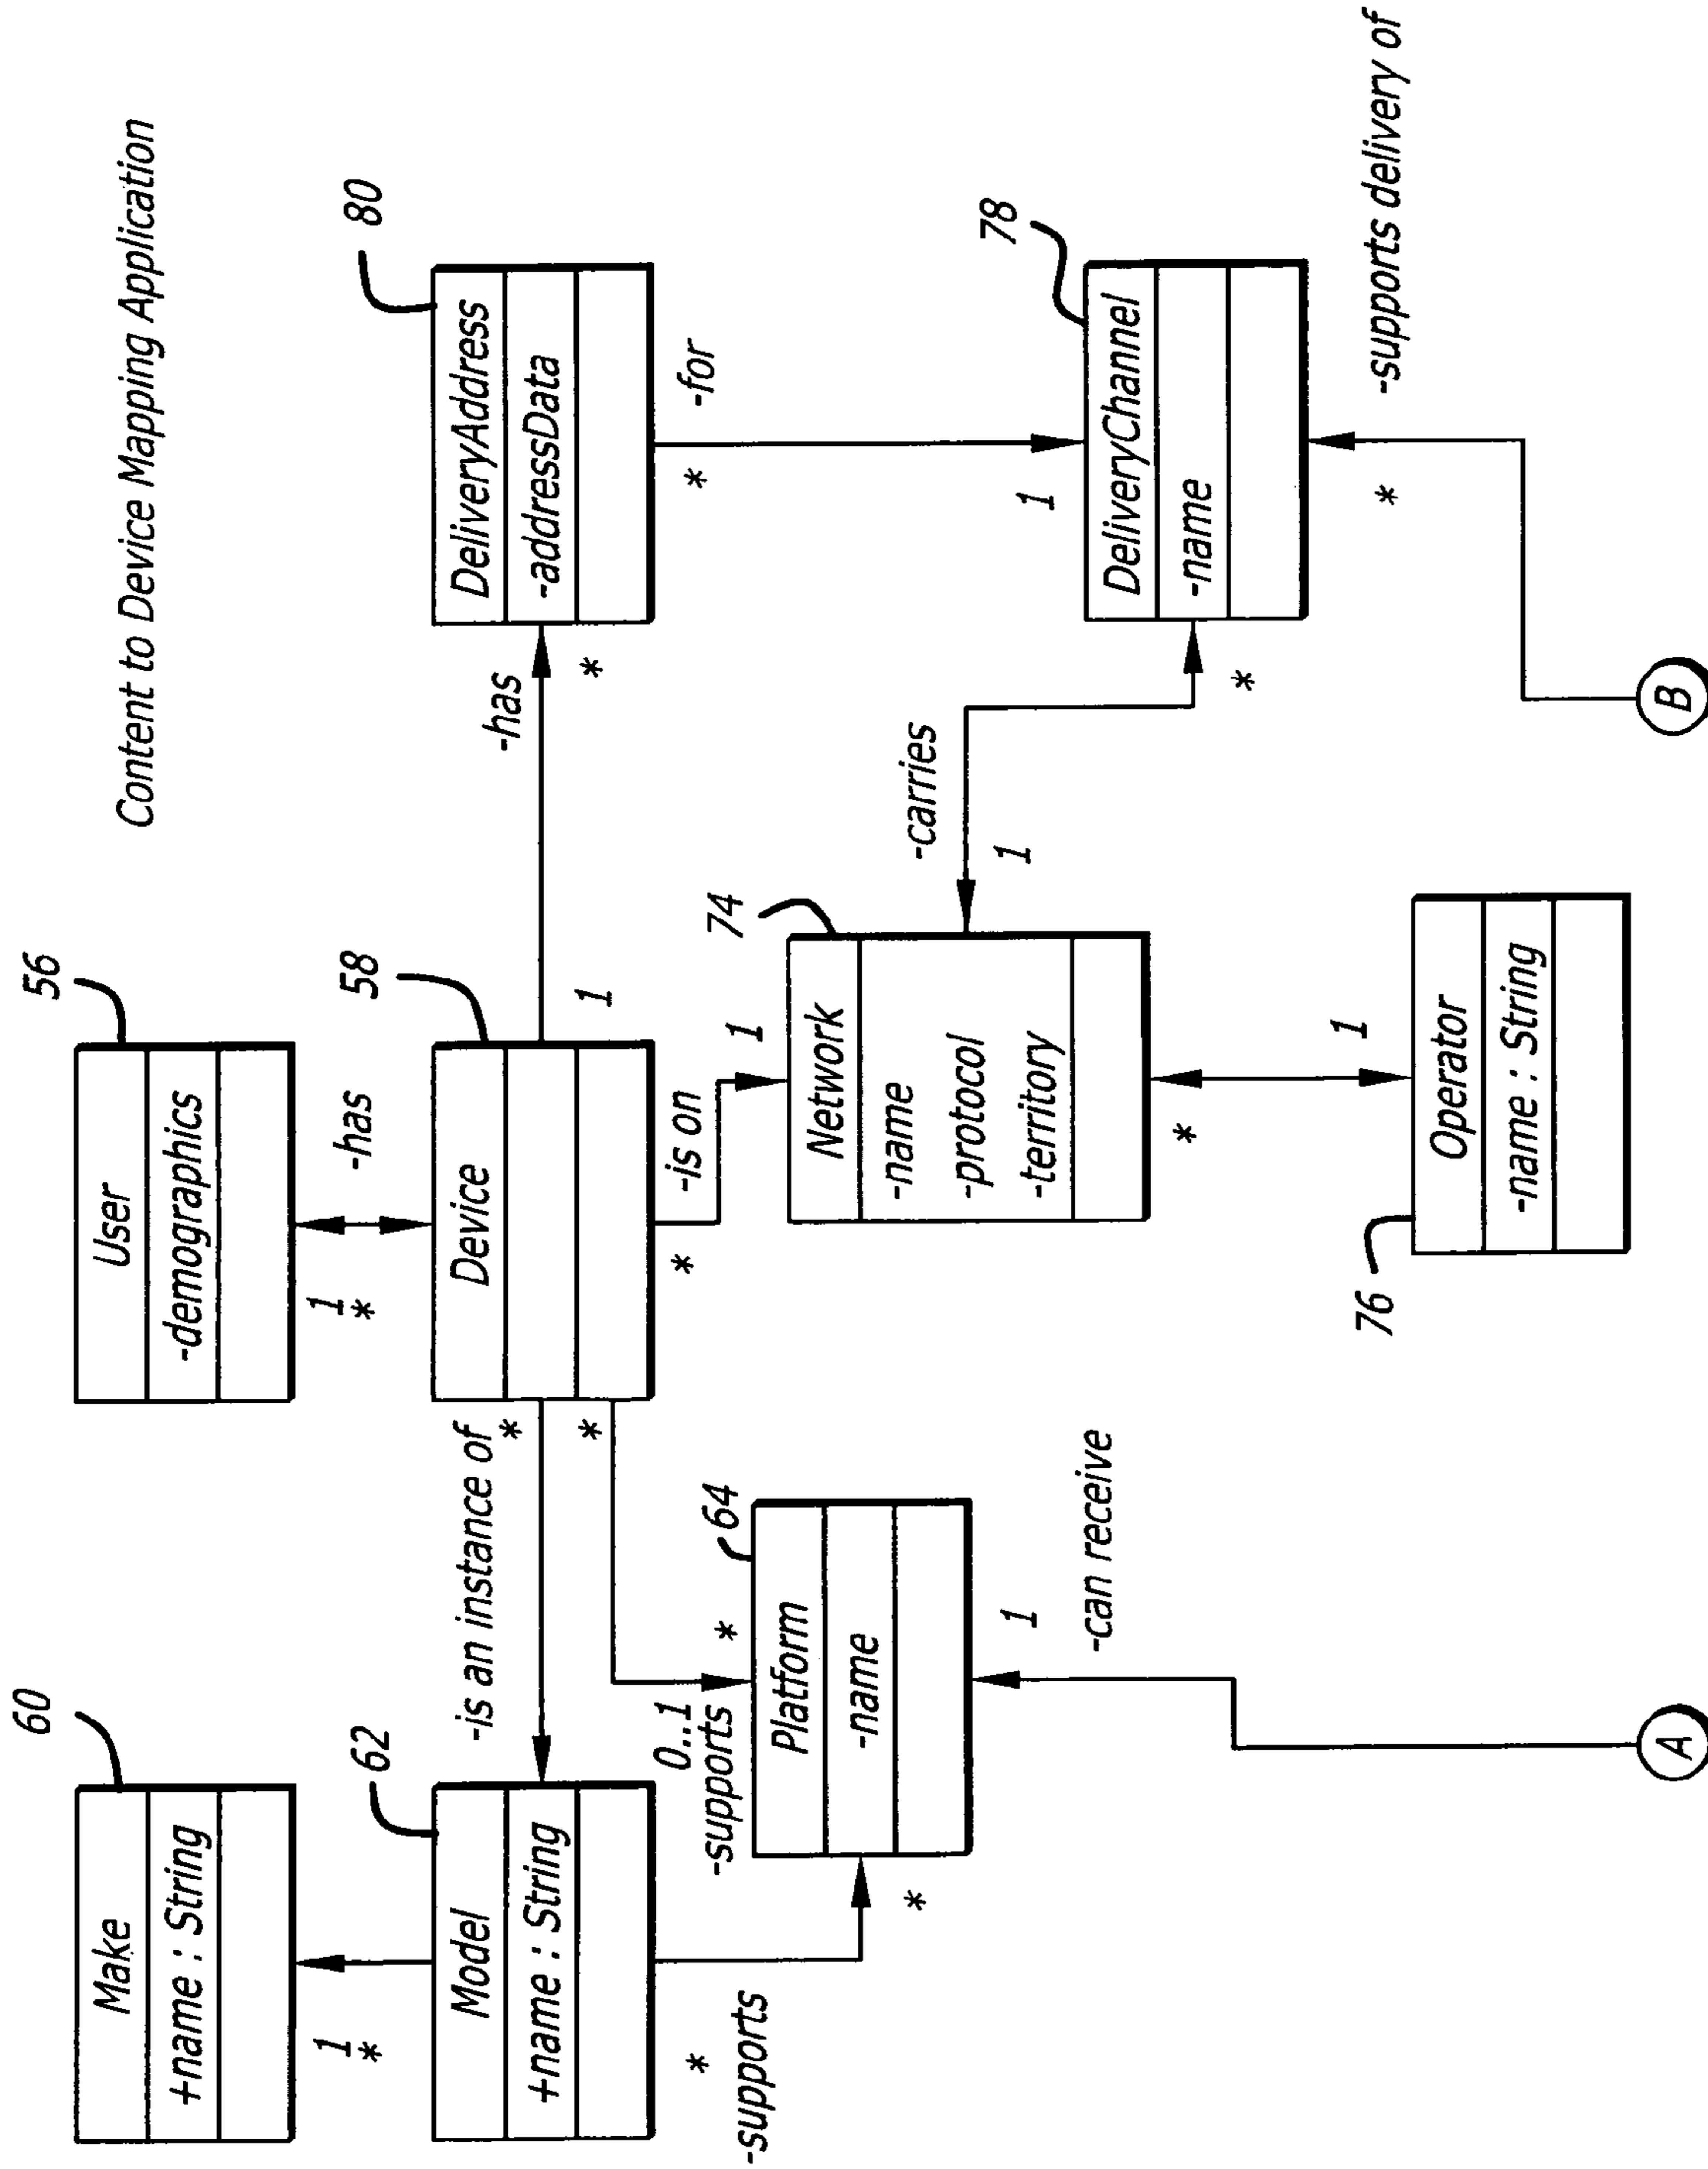 Content to Device Mapping Application
60
Make
+name : String
1
*
56
User
-demographics
1
*
-has
62
Model
+name : String
-is an instance of
*
*
58
Device
1
-has
*
80
DeliveryAddress
-addressData
*
-supports
0..1
-supports
*
64
Platform
-name
*
*
-is on
1
74
Network
-name
-protocol
-territory
-carries
1
*
-for
1
78
DeliveryChannel
-name
*
1
-can receive
*
1
76
Operator
-name : String
*
-supports delivery of
A
B